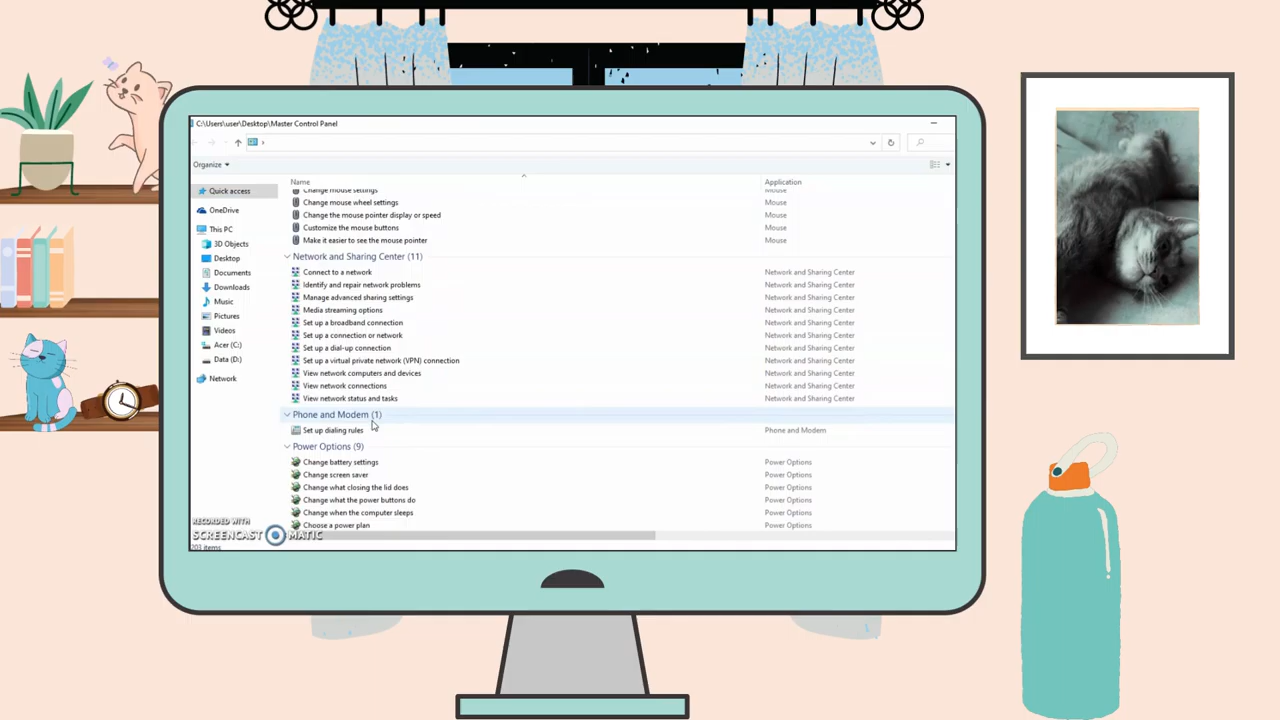 C:\Users\user\Desktop\Master Control Panel
Organize
Name
Application
Quick access
OneDrive
This PC
3D Objects
Desktop
Documents
Downloads
Music
Pictures
Videos
Acer (C:)
Data (D:)
Network
Change mouse settings Mouse
Change mouse wheel settings Mouse
Change the mouse pointer display or speed Mouse
Customize the mouse buttons Mouse
Make it easier to see the mouse pointer Mouse
Network and Sharing Center (11)
Connect to a network Network and Sharing Center
Identify and repair network problems Network and Sharing Center
Manage advanced sharing settings Network and Sharing Center
Media streaming options Network and Sharing Center
Set up a broadband connection Network and Sharing Center
Set up a connection or network Network and Sharing Center
Set up a dial-up connection Network and Sharing Center
Set up a virtual private network (VPN) connection Network and Sharing Center
View network computers and devices Network and Sharing Center
View network connections Network and Sharing Center
View network status and tasks Network and Sharing Center
Phone and Modem (1)
Set up dialing rules Phone and Modem
Power Options (9)
Change battery settings Power Options
Change screen saver Power Options
Change what closing the lid does Power Options
Change what the power buttons do Power Options
Change when the computer sleeps Power Options
Choose a power plan Power Options
RECORDED WITH
SCREENCAST MATIC
203 items